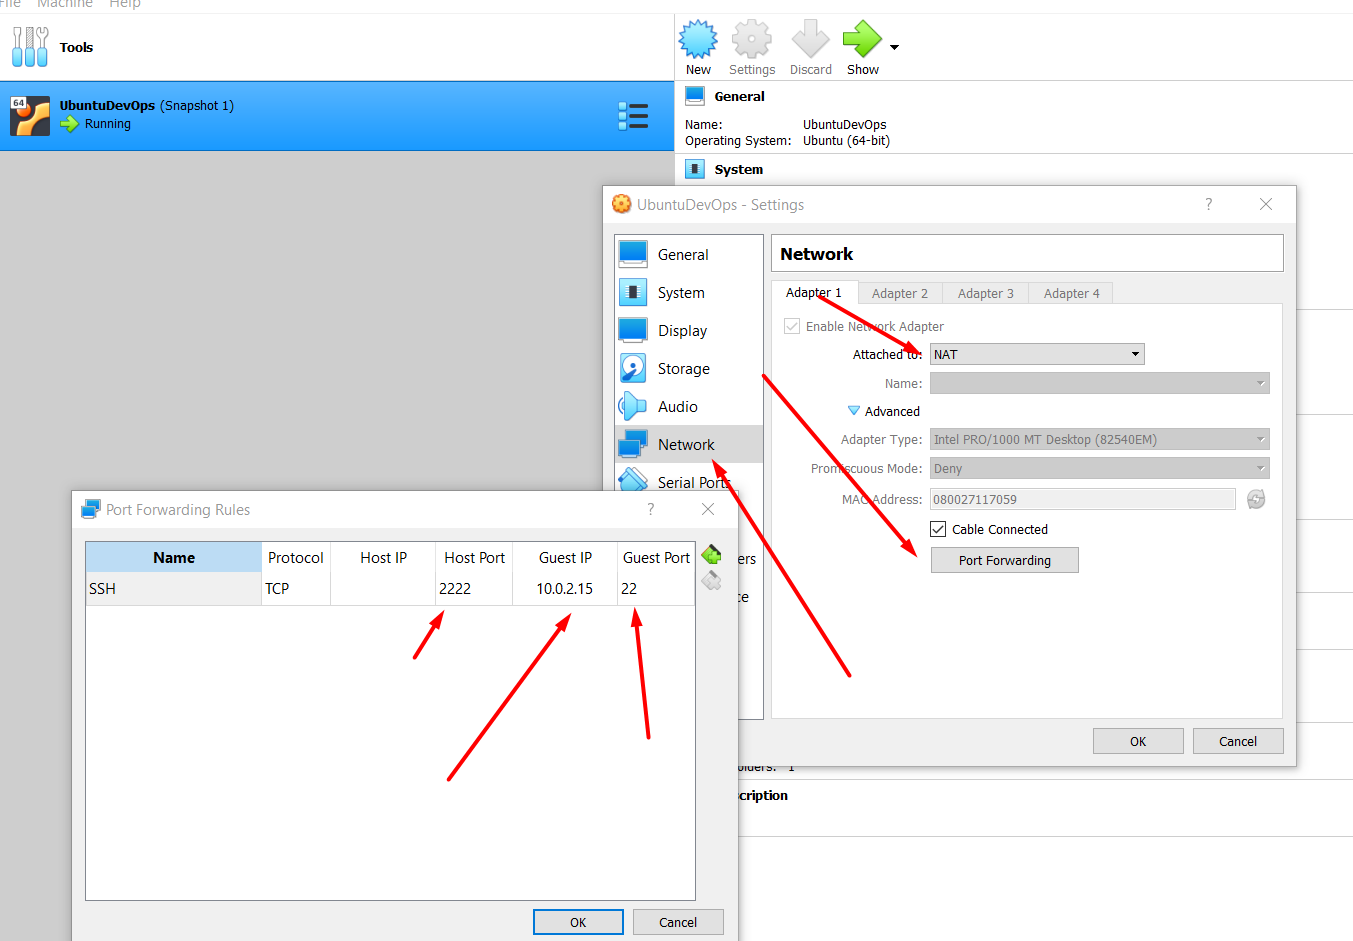 File Machine Help
Tools
New Settings Discard Show
64
UbuntuDevOps (Snapshot 1)
Running
General
Name: UbuntuDevOps
Operating System: Ubuntu (64-bit)
System
UbuntuDevOps - Settings ?
General
System
Display
Storage
Audio
Network
Serial Ports
ers
ce
Network
Adapter 1 Adapter 2 Adapter 3 Adapter 4
Enable Network Adapter
Attached to: NAT
Name:
Advanced
Adapter Type: Intel PRO/1000 MT Desktop (82540EM)
Promiscuous Mode: Deny
MAC Address: 080027117059
Cable Connected
Port Forwarding
OK Cancel
Port Forwarding Rules ?
Name Protocol Host IP Host Port Guest IP Guest Port
SSH TCP 2222 10.0.2.15 22
OK Cancel
olders: 1
scription